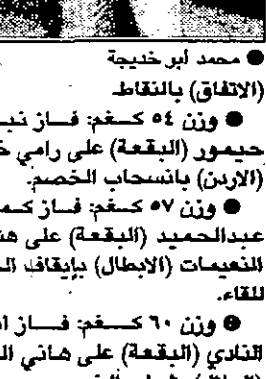 ● محمد أبو خديجة
(الاتفاق) بالنقاط.
● وزن ٥٤ كغم: فاز
حيمور (البقعة) على رامي
(الاردن) بانسحاب الخصم.
● وزن ٥٧ كغم: فاز
عبدالحميد (البقعة) على
النعيمات (الابطال) بإيقاف
اللقاء.
● وزن ٦٠ كغم: فاز
النادي (البقعة) على هاني